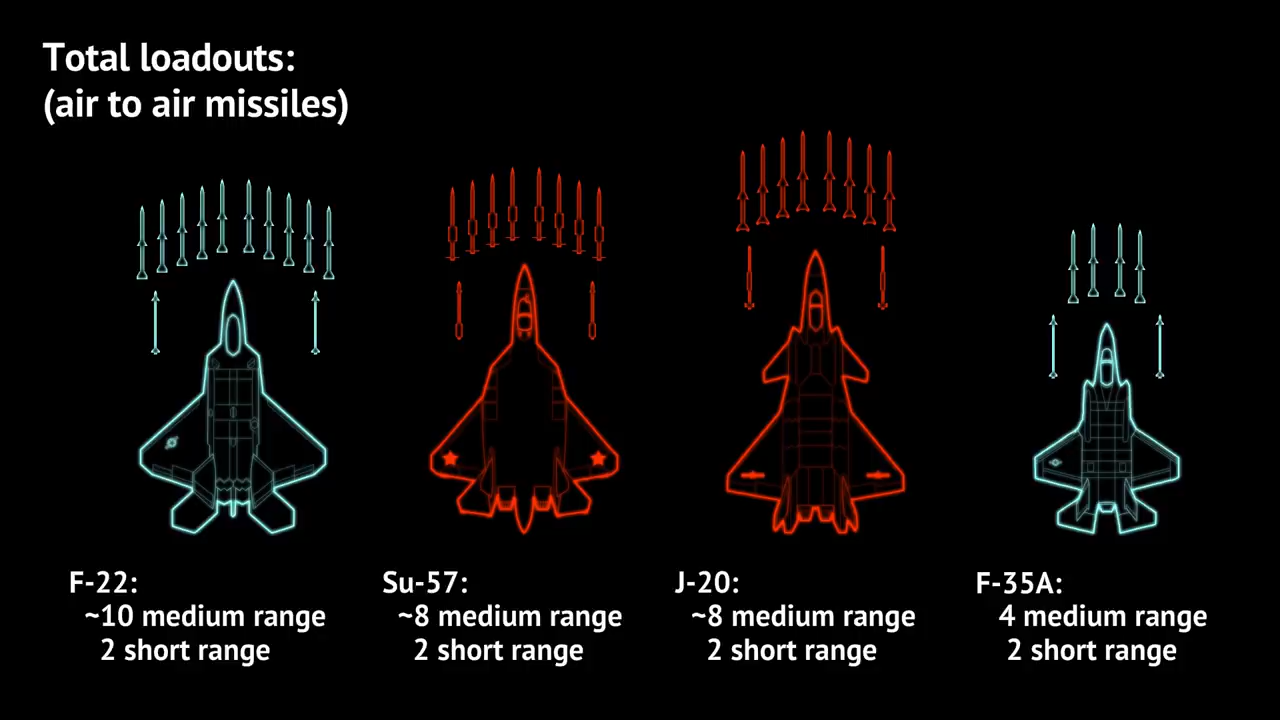 Total loadouts:
(air to air missiles)
F-22:
~10 medium range
2 short range
Su-57:
~8 medium range
2 short range
J-20:
~8 medium range
2 short range
F-35A:
4 medium range
2 short range